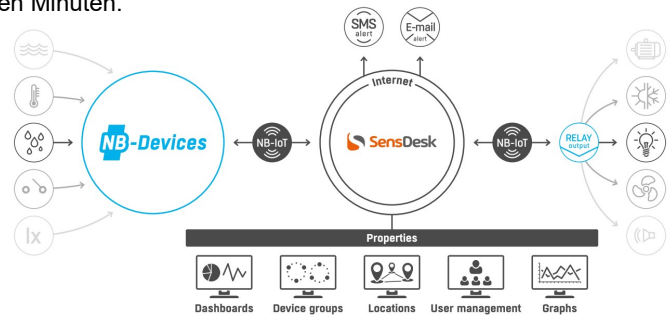 en Minuten.
SMS
alert
E-mail
alert
Internet
NB-Devices
NB-IoT
SensDesk
NB-IoT
RELAY
output
lx
Properties
Dashboards
Device groups
Locations
User management
Graphs